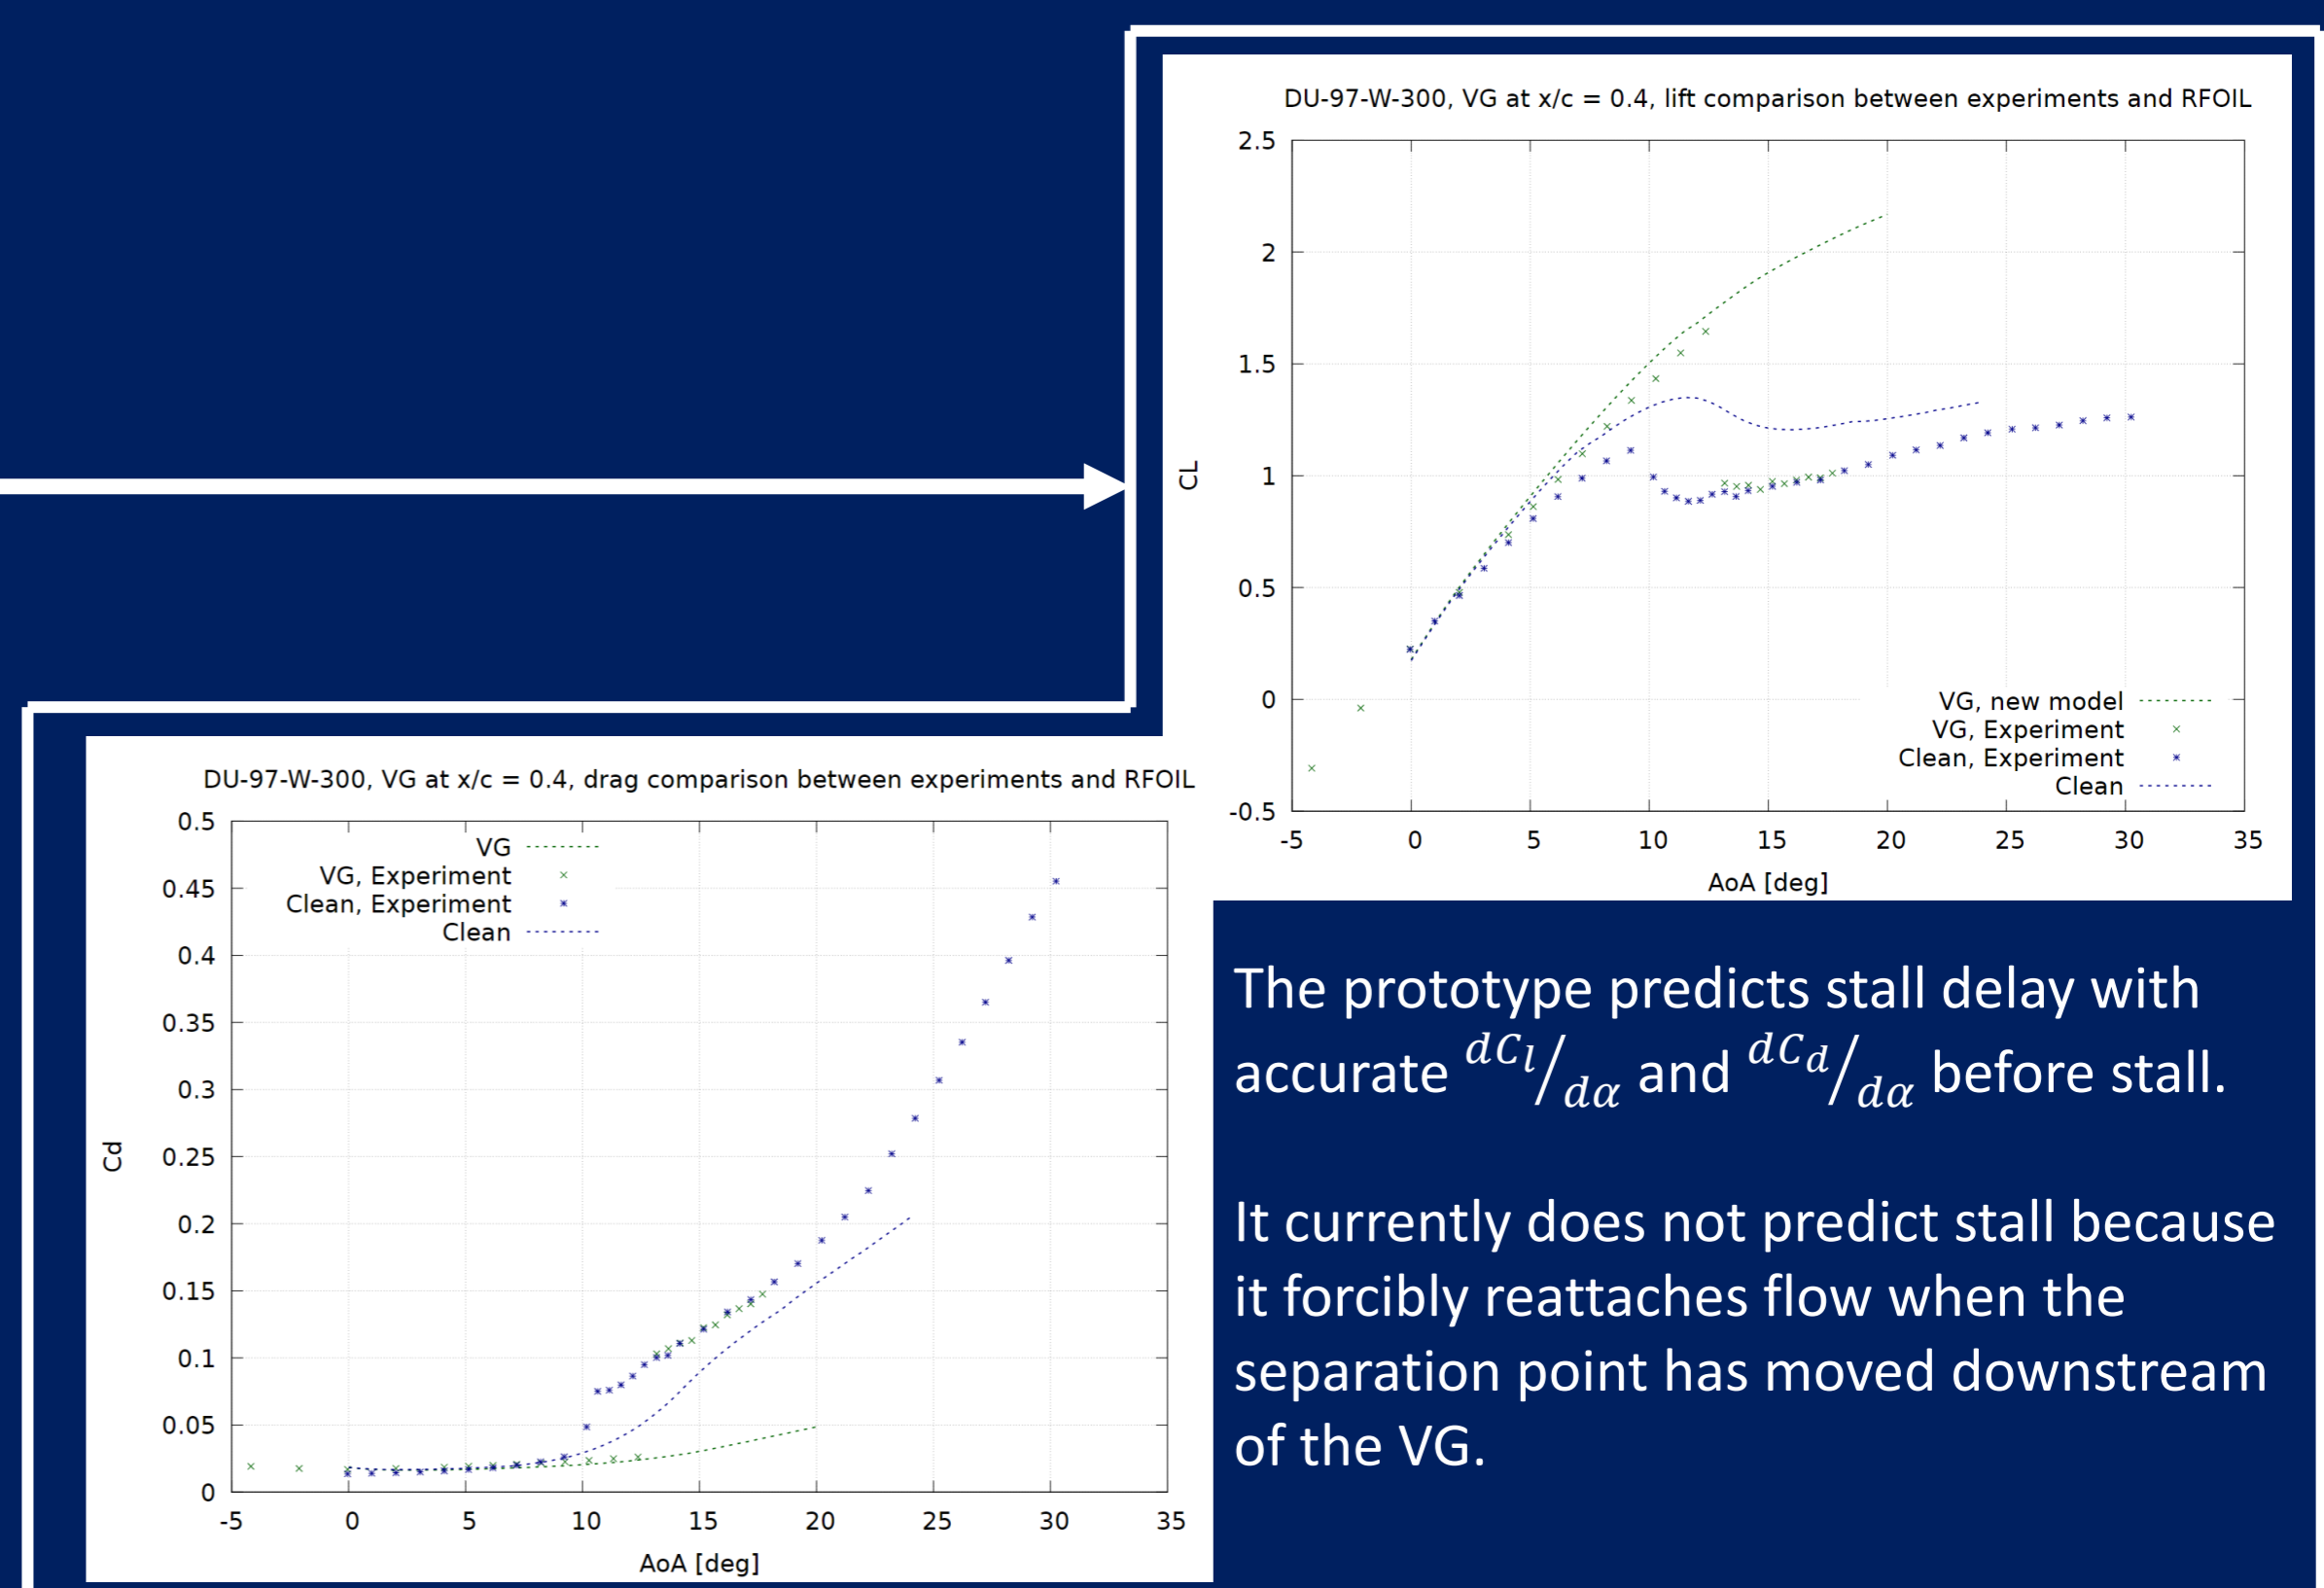 DU-97-W-300, VG at x/c = 0.4, lift comparison between experiments and RFOIL
2.5
2
1.5
1
0.5
0
-0.5
CL
-5 0 5 10 15 20 25 30 35
AoA [deg]
VG, new model
VG, Experiment
Clean, Experiment
Clean
DU-97-W-300, VG at x/c = 0.4, drag comparison between experiments and RFOIL
0.5
0.45
0.4
0.35
0.3
0.25
0.2
0.15
0.1
0.05
0
Cd
-5 0 5 10 15 20 25 30 35
AoA [deg]
VG
VG, Experiment
Clean, Experiment
Clean
The prototype predicts stall delay with
accurate dCl/dα and dCd/dα before stall.
It currently does not predict stall because
it forcibly reattaches flow when the
separation point has moved downstream
of the VG.